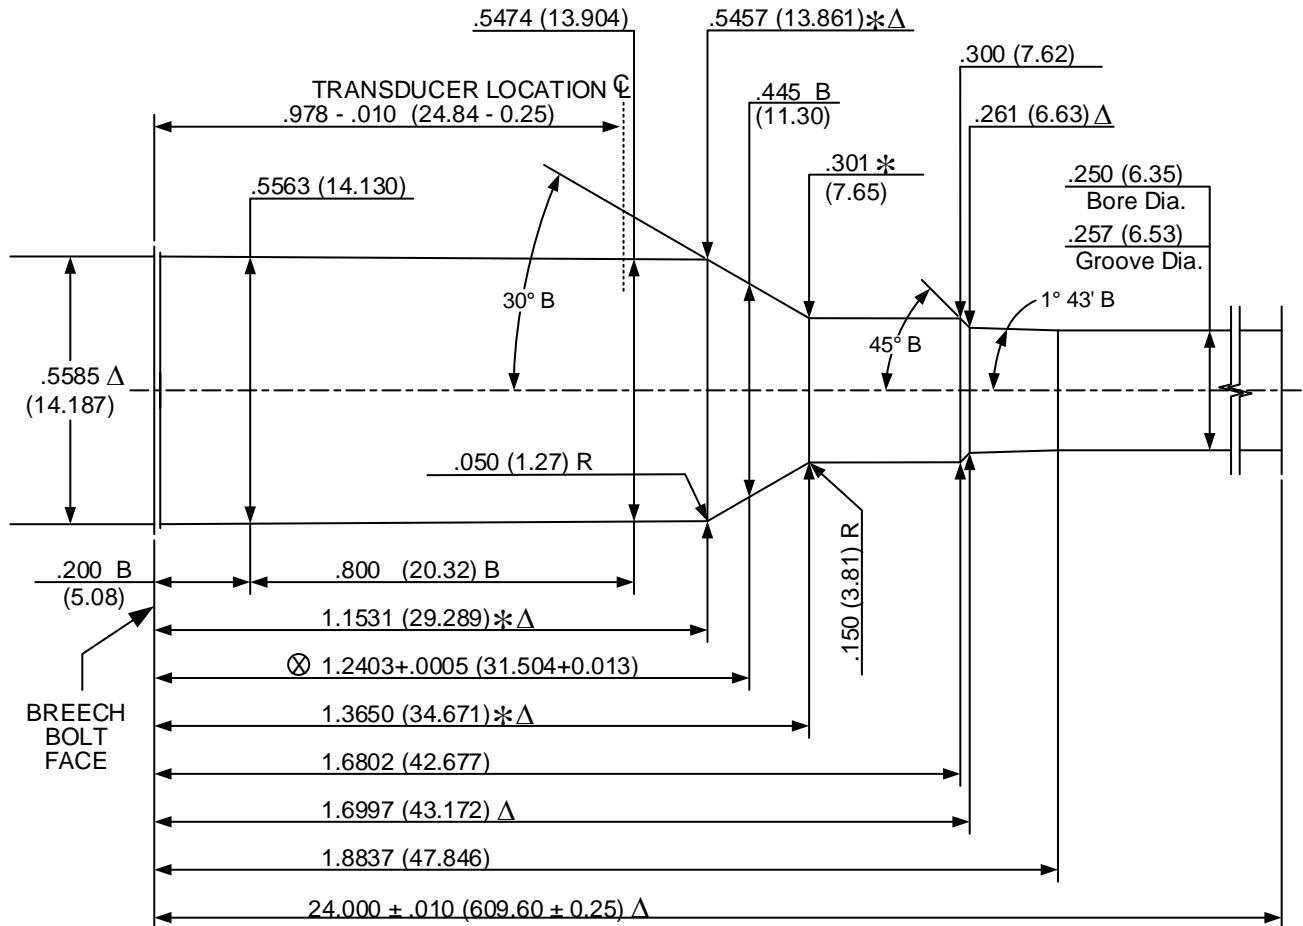 .5474 (13.904)
.5457 (13.861)✻Δ
.300 (7.62)
TRANSDUCER LOCATION ℄
.978 - .010 (24.84 - 0.25)
.445 B
(11.30)
.261 (6.63) Δ
.301 ✻
(7.65)
.5563 (14.130)
.250 (6.35)
Bore Dia.
.257 (6.53)
Groove Dia.
30° B
1° 43' B
45° B
.5585 Δ
(14.187)
.050 (1.27) R
.150 (3.81) R
.200 B
(5.08)
.800 (20.32) B
1.1531 (29.289)✻Δ
⊗ 1.2403+.0005 (31.504+0.013)
BREECH
BOLT
FACE
1.3650 (34.671)✻Δ
1.6802 (42.677)
1.6997 (43.172) Δ
1.8837 (47.846)
24.000 ± .010 (609.60 ± 0.25) Δ